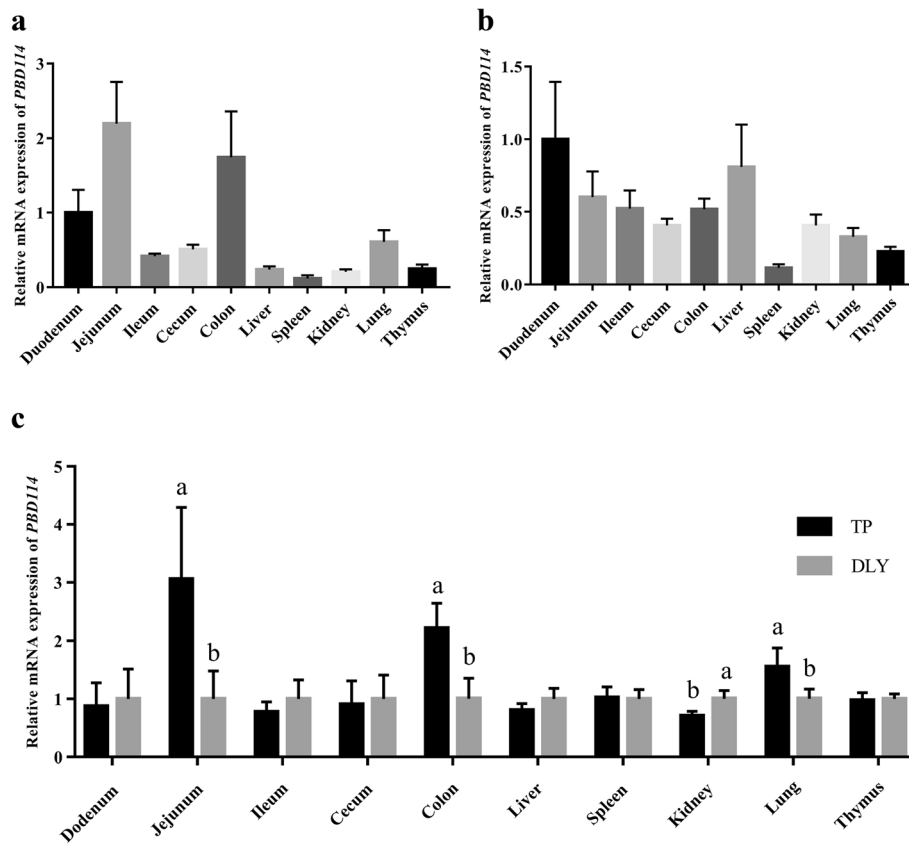 a
Relative mRNA expression of PBD114
3
2
1
0
Duodenum
Jejunum
Ileum
Cecum
Colon
Liver
Spleen
Kidney
Lung
Thymus
b
Relative mRNA expression of PBD114
1.5
1.0
0.5
0.0
Duodenum
Jejunum
Ileum
Cecum
Colon
Liver
Spleen
Kidney
Lung
Thymus
c
Relative mRNA expression of PBD114
5
4
3
2
1
0
a
b
a
b
b
a
a
b
TP
DLY
Dodenum
Jejunum
Ileum
Cecum
Colon
Liver
Spleen
Kidney
Lung
Thymus